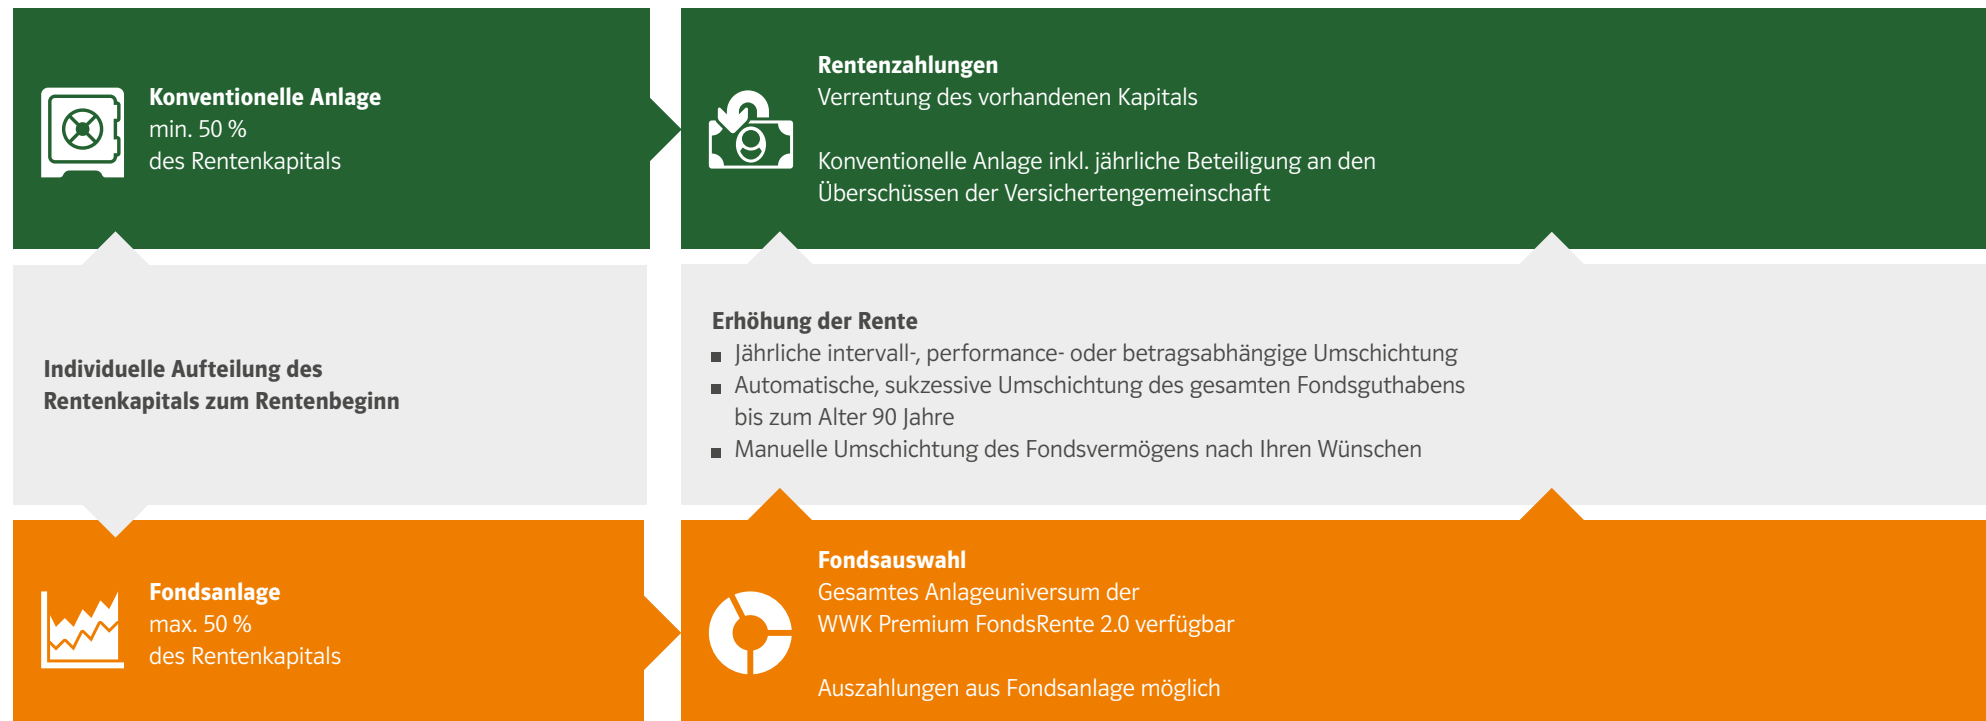 Konventionelle Anlage
min. 50 %
des Rentenkapitals
Rentenzahlungen
Verrentung des vorhandenen Kapitals
Konventionelle Anlage inkl. jährliche Beteiligung an den
Überschüssen der Versichertengemeinschaft
Individuelle Aufteilung des
Rentenkapitals zum Rentenbeginn
Erhöhung der Rente
■ Jährliche intervall-, performance- oder betragsabhängige Umschichtung
■ Automatische, sukzessive Umschichtung des gesamten Fondsguthabens
bis zum Alter 90 Jahre
■ Manuelle Umschichtung des Fondsvermögens nach Ihren Wünschen
Fondsanlage
max. 50 %
des Rentenkapitals
Fondsauswahl
Gesamtes Anlageuniversum der
WWK Premium FondsRente 2.0 verfügbar
Auszahlungen aus Fondsanlage möglich